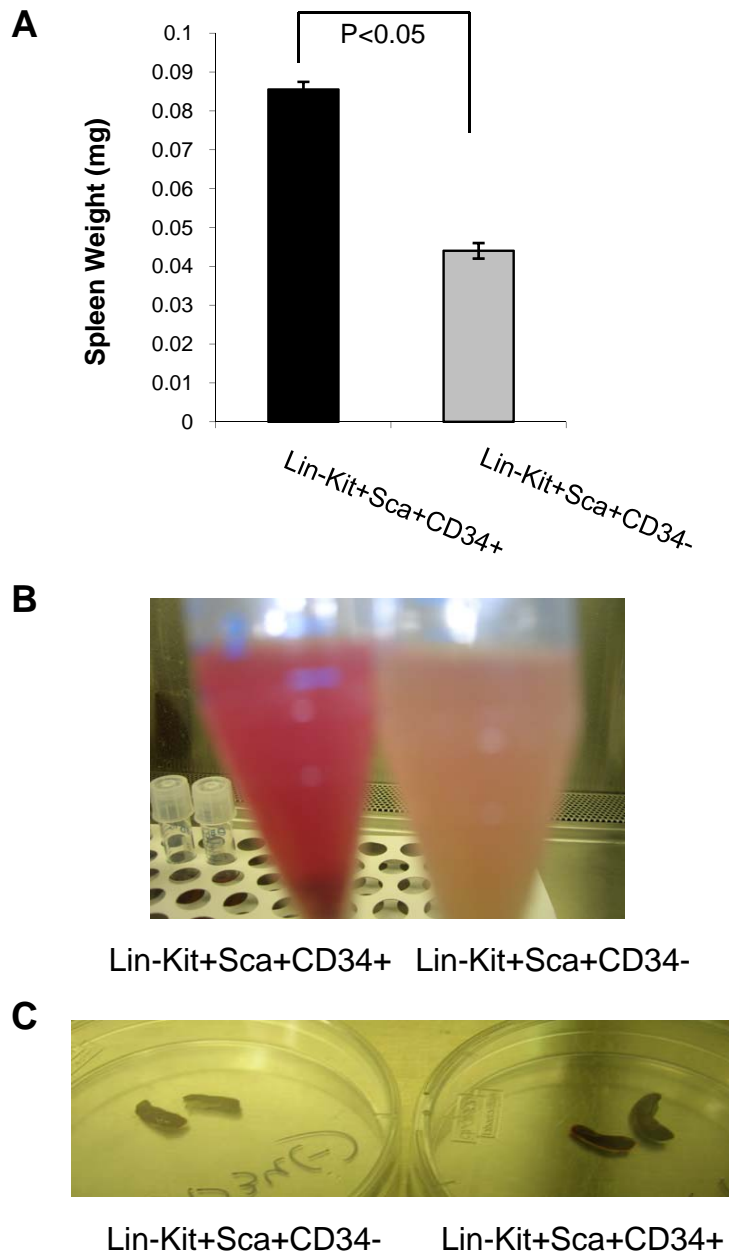 A
P<0.05
0.1
0.09
0.08
0.07
0.06
0.05
0.04
0.03
0.02
0.01
0
Spleen Weight (mg)
Lin-Kit+Sca+CD34+
Lin-Kit+Sca+CD34-
B
Lin-Kit+Sca+CD34+ Lin-Kit+Sca+CD34-
C
Lin-Kit+Sca+CD34- Lin-Kit+Sca+CD34+